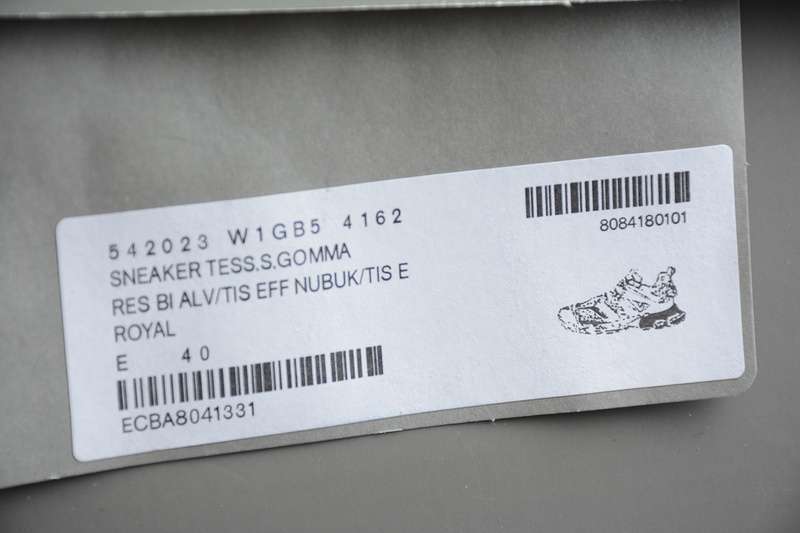 542023 W1GB5 4162
SNEAKER TESS.S.GOMMA
RES BI ALV/TIS EFF NUBUK/TIS E
ROYAL
E 40
ECBA8041331
8084180101